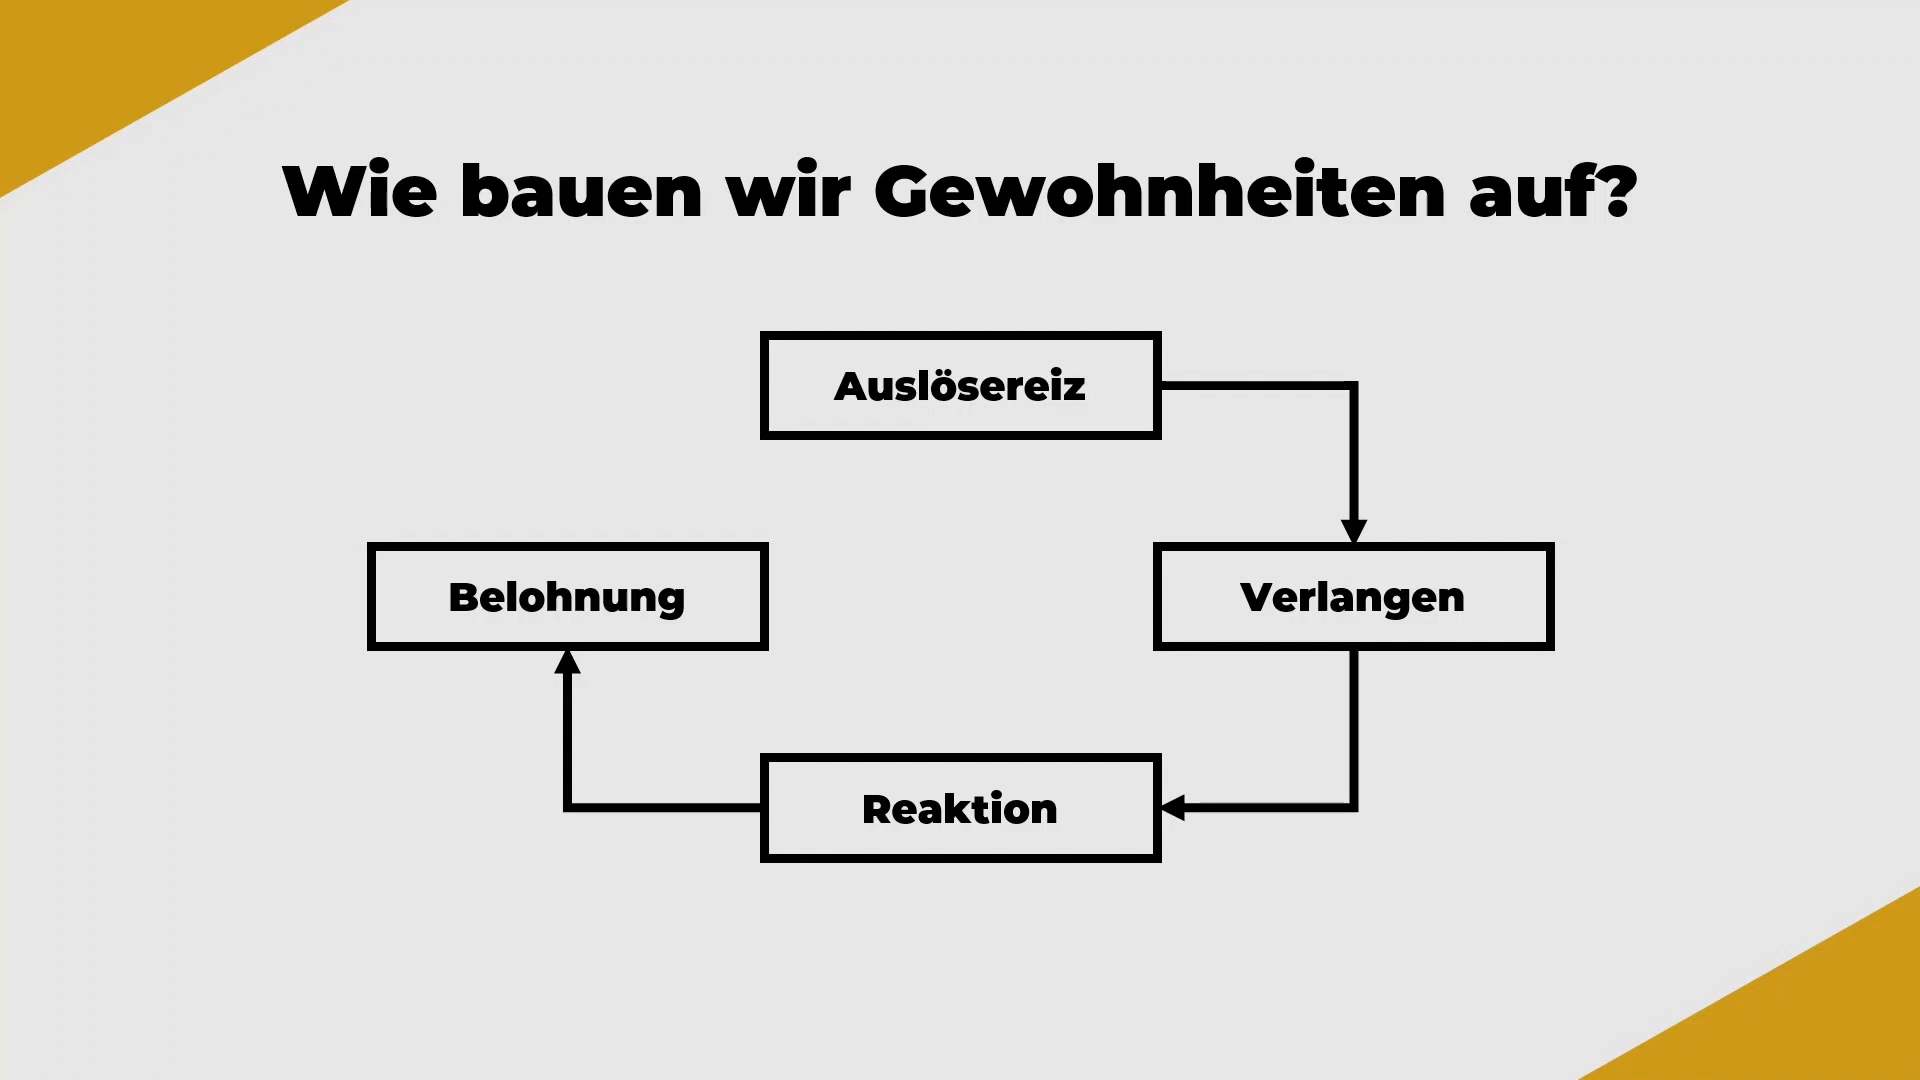 Wie bauen wir Gewohnheiten auf?
Auslösereiz
Belohnung
Verlangen
Reaktion